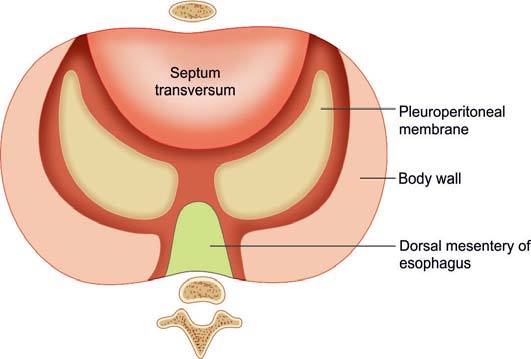 Septum
transversum
Pleuroperitoneal
membrane
Body wall
Dorsal mesentery of
esophagus